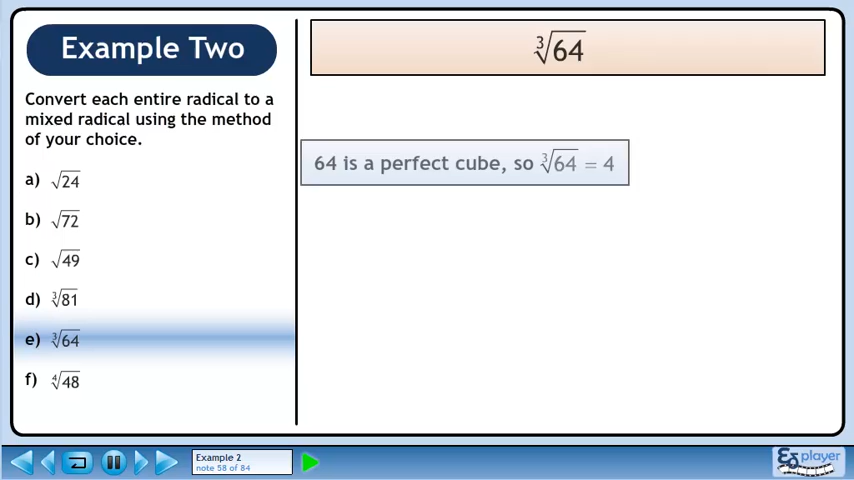 Example Two
Convert each entire radical to a
mixed radical using the method
of your choice.
a) √24
b) √72
c) √49
d) ∛81
e) ∛64
f) ∜48
∛64
64 is a perfect cube, so ∛64 = 4
Example 2
note 58 of 84
player